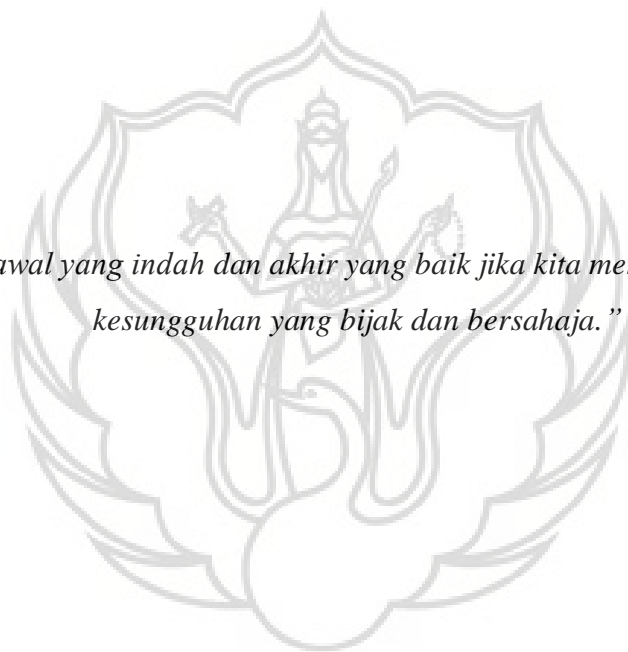 awal yang indah dan akhir yang baik jika kita
kesungguhan yang bijak dan bersahaja.”